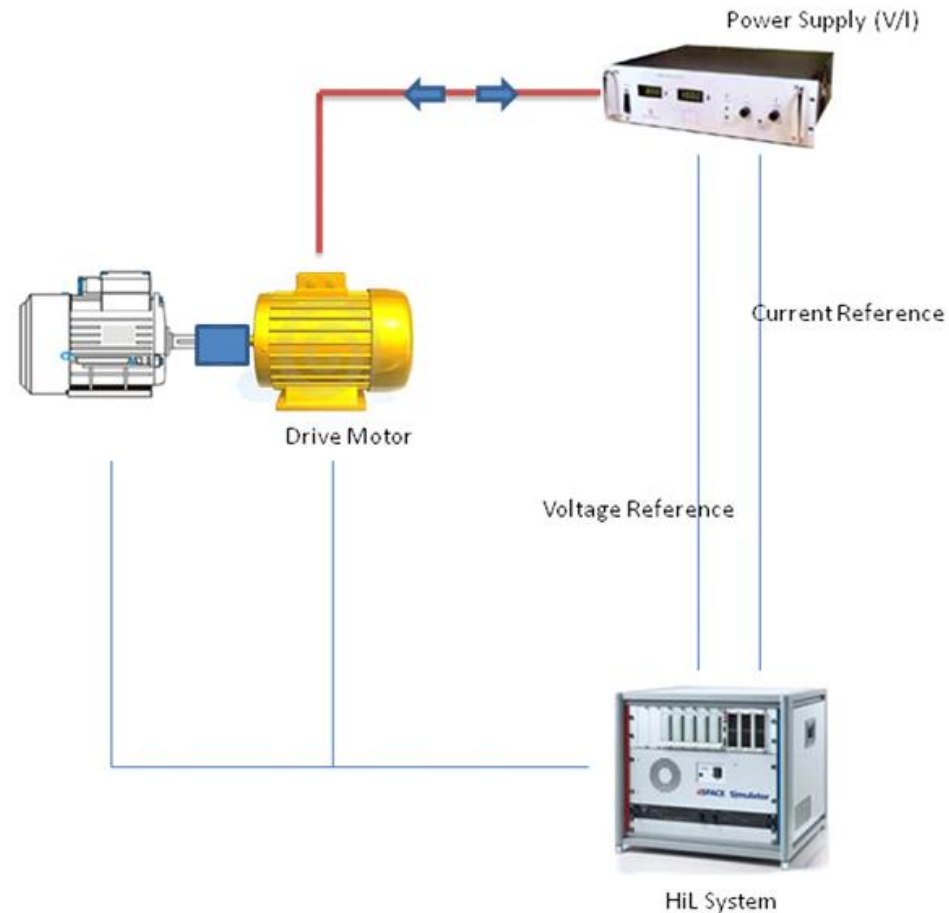 Power Supply (V/I)
Current Reference
Drive Motor
Voltage Reference
dSPACE Simulator
HiL System